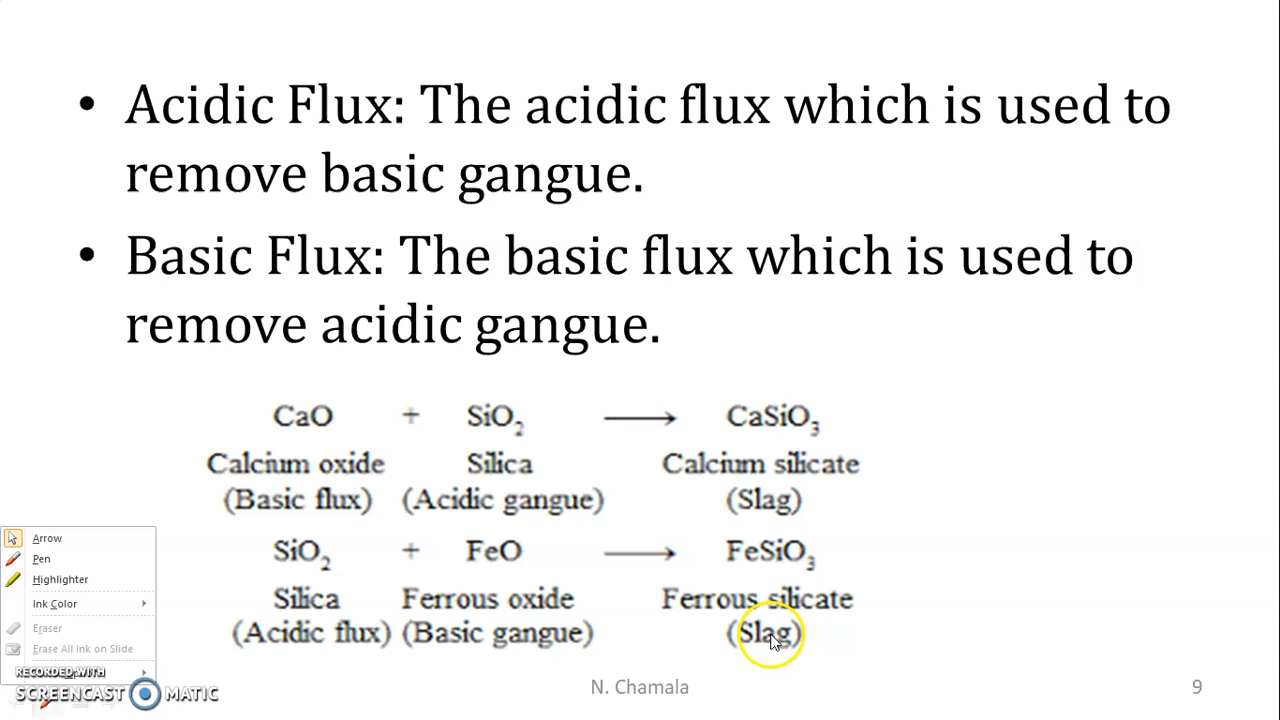 • Acidic Flux: The acidic flux which is used to
remove basic gangue.
• Basic Flux: The basic flux which is used to
remove acidic gangue.
CaO + SiO₂ ⟶ CaSiO₃
Calcium oxide Silica Calcium silicate
(Basic flux) (Acidic gangue) (Slag)
SiO₂ + FeO ⟶ FeSiO₃
Silica Ferrous oxide Ferrous silicate
(Acidic flux) (Basic gangue) (Slag)
Arrow
Pen
Highlighter
Ink Color
Eraser
Erase All Ink on Slide
RECORDED WITH
SCREENCAST MATIC
N. Chamala
9